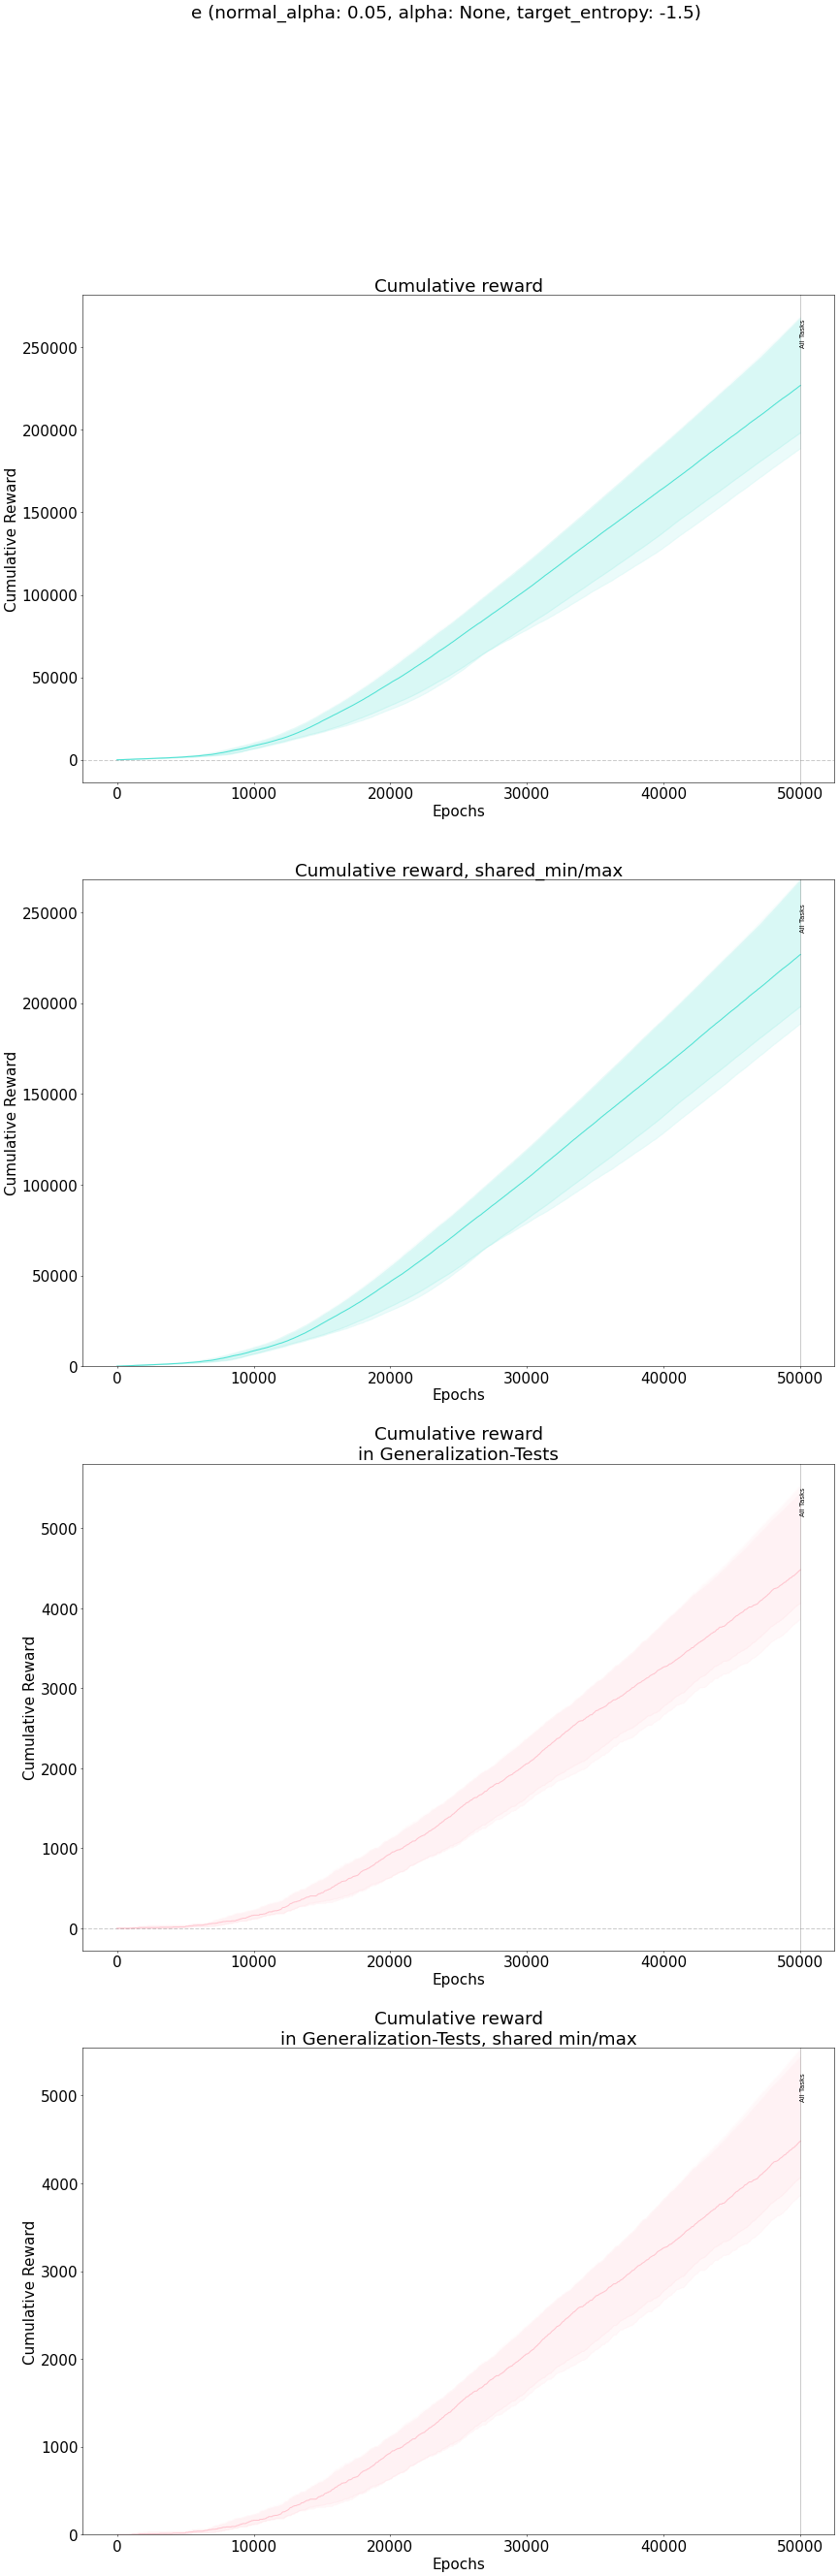 e (normal_alpha: 0.05, alpha: None, target_entropy: -1.5)
Cumulative reward
All Tasks
250000
200000
150000
100000
50000
0
Cumulative Reward
0 10000 20000 30000 40000 50000
Epochs
Cumulative reward, shared_min/max
All Tasks
250000
200000
150000
100000
50000
0
Cumulative Reward
0 10000 20000 30000 40000 50000
Epochs
Cumulative reward
in Generalization-Tests
All Tasks
5000
4000
3000
2000
1000
0
Cumulative Reward
0 10000 20000 30000 40000 50000
Epochs
Cumulative reward
in Generalization-Tests, shared min/max
All Tasks
5000
4000
3000
2000
1000
0
Cumulative Reward
0 10000 20000 30000 40000 50000
Epochs